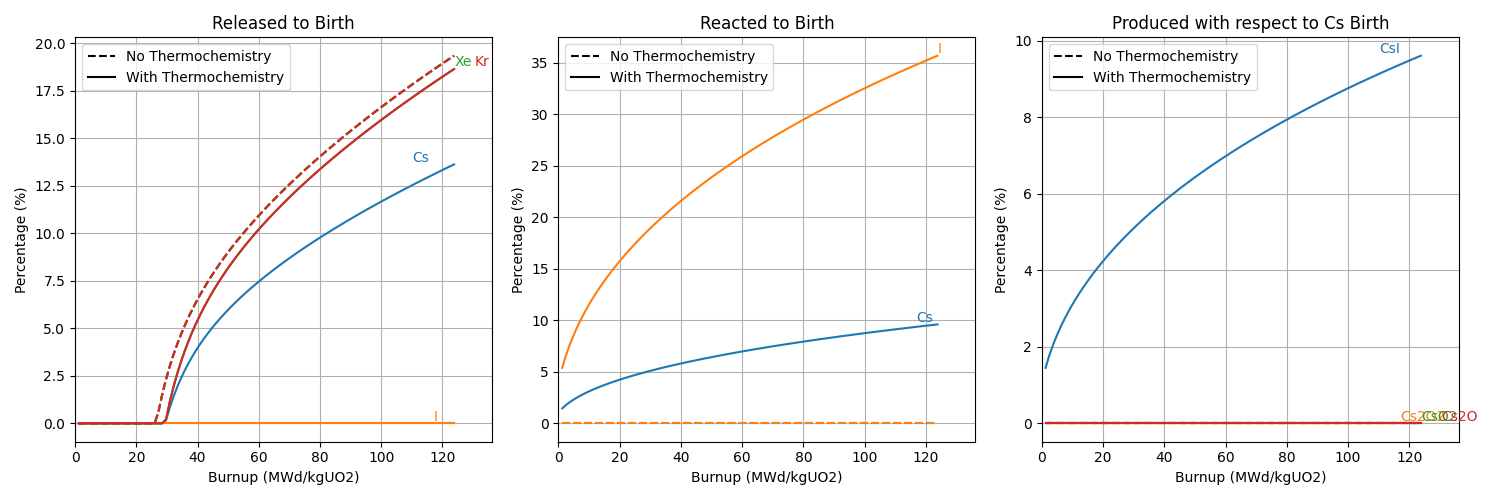 Released to Birth
20.0
17.5
15.0
12.5
10.0
7.5
5.0
2.5
0.0
Percentage (%)
No Thermochemistry
With Thermochemistry
Xe Kr
Cs
I
0 20 40 60 80 100 120
Burnup (MWd/kgUO2)
Reacted to Birth
35
30
25
20
15
10
5
0
Percentage (%)
No Thermochemistry
With Thermochemistry
I
Cs
0 20 40 60 80 100 120
Burnup (MWd/kgUO2)
Produced with respect to Cs Birth
10
8
6
4
2
0
Percentage (%)
No Thermochemistry
With Thermochemistry
CsI
Cs2O
0 20 40 60 80 100 120
Burnup (MWd/kgUO2)